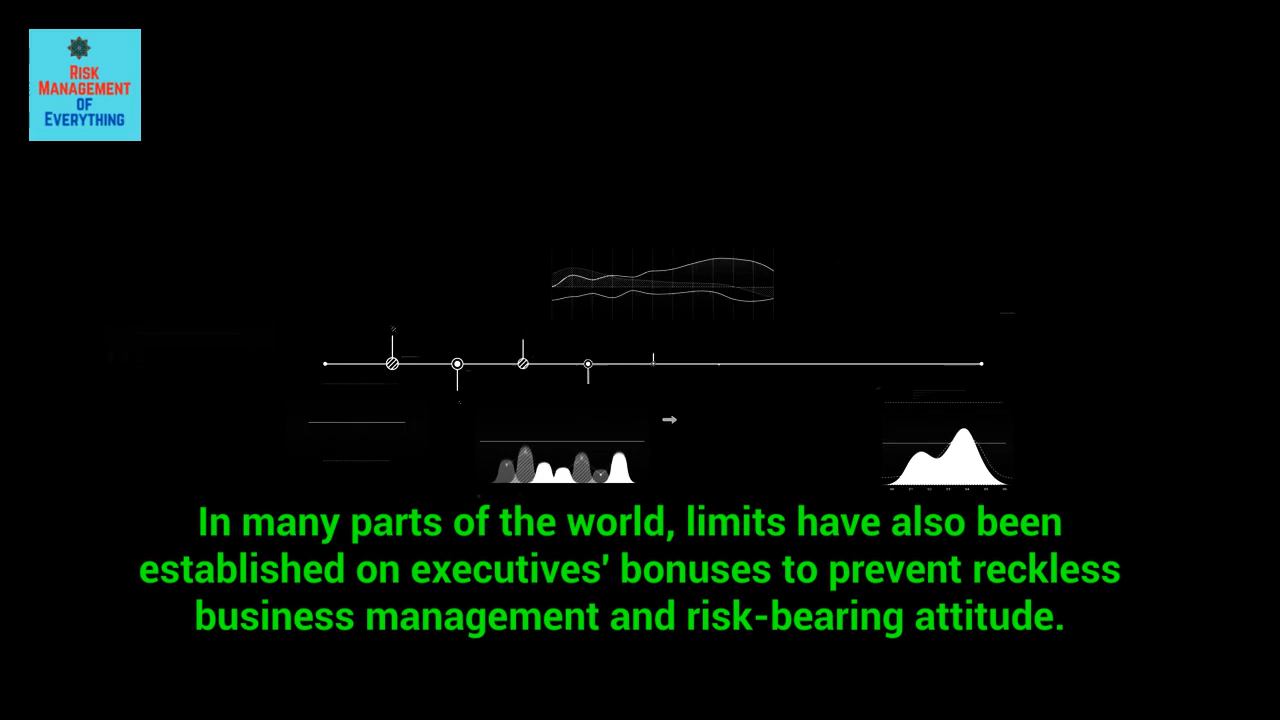 RISK
MANAGEMENT
OF
EVERYTHING
In many parts of the world, limits have also been
established on executives' bonuses to prevent reckless
business management and risk-bearing attitude.